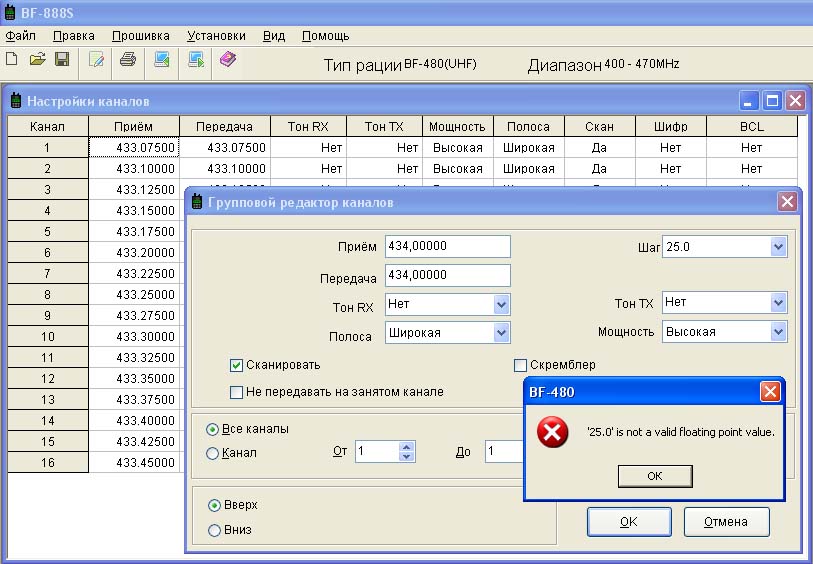 BF-888S
Файл Правка Прошивка Установки Вид Помощь
Тип рации BF-480(UHF) Диапазон 400 - 470MHz
Настройки каналов
Канал Приём Передача Тон RX Тон TX Мощность Полоса Скан Шифр BCL
1 433.07500 433.07500 Нет Нет Высокая Широкая Да Нет Нет
2 433.10000 433.10000 Нет Нет Высокая Широкая Да Нет Нет
3 433.12500
4 433.15000
5 433.17500
6 433.20000
7 433.22500
8 433.25000
9 433.27500
10 433.30000
11 433.32500
12 433.35000
13 433.37500
14 433.40000
15 433.42500
16 433.45000
Групповой редактор каналов
Приём 434,00000 Шаг 25.0
Передача 434,00000
Тон RX Нет Тон TX Нет
Полоса Широкая Мощность Высокая
Сканировать Скремблер
Не передавать на занятом канале
Все каналы
Канал От 1 До 1
Вверх
Вниз
OK Отмена
BF-480
'25.0' is not a valid floating point value.
OK